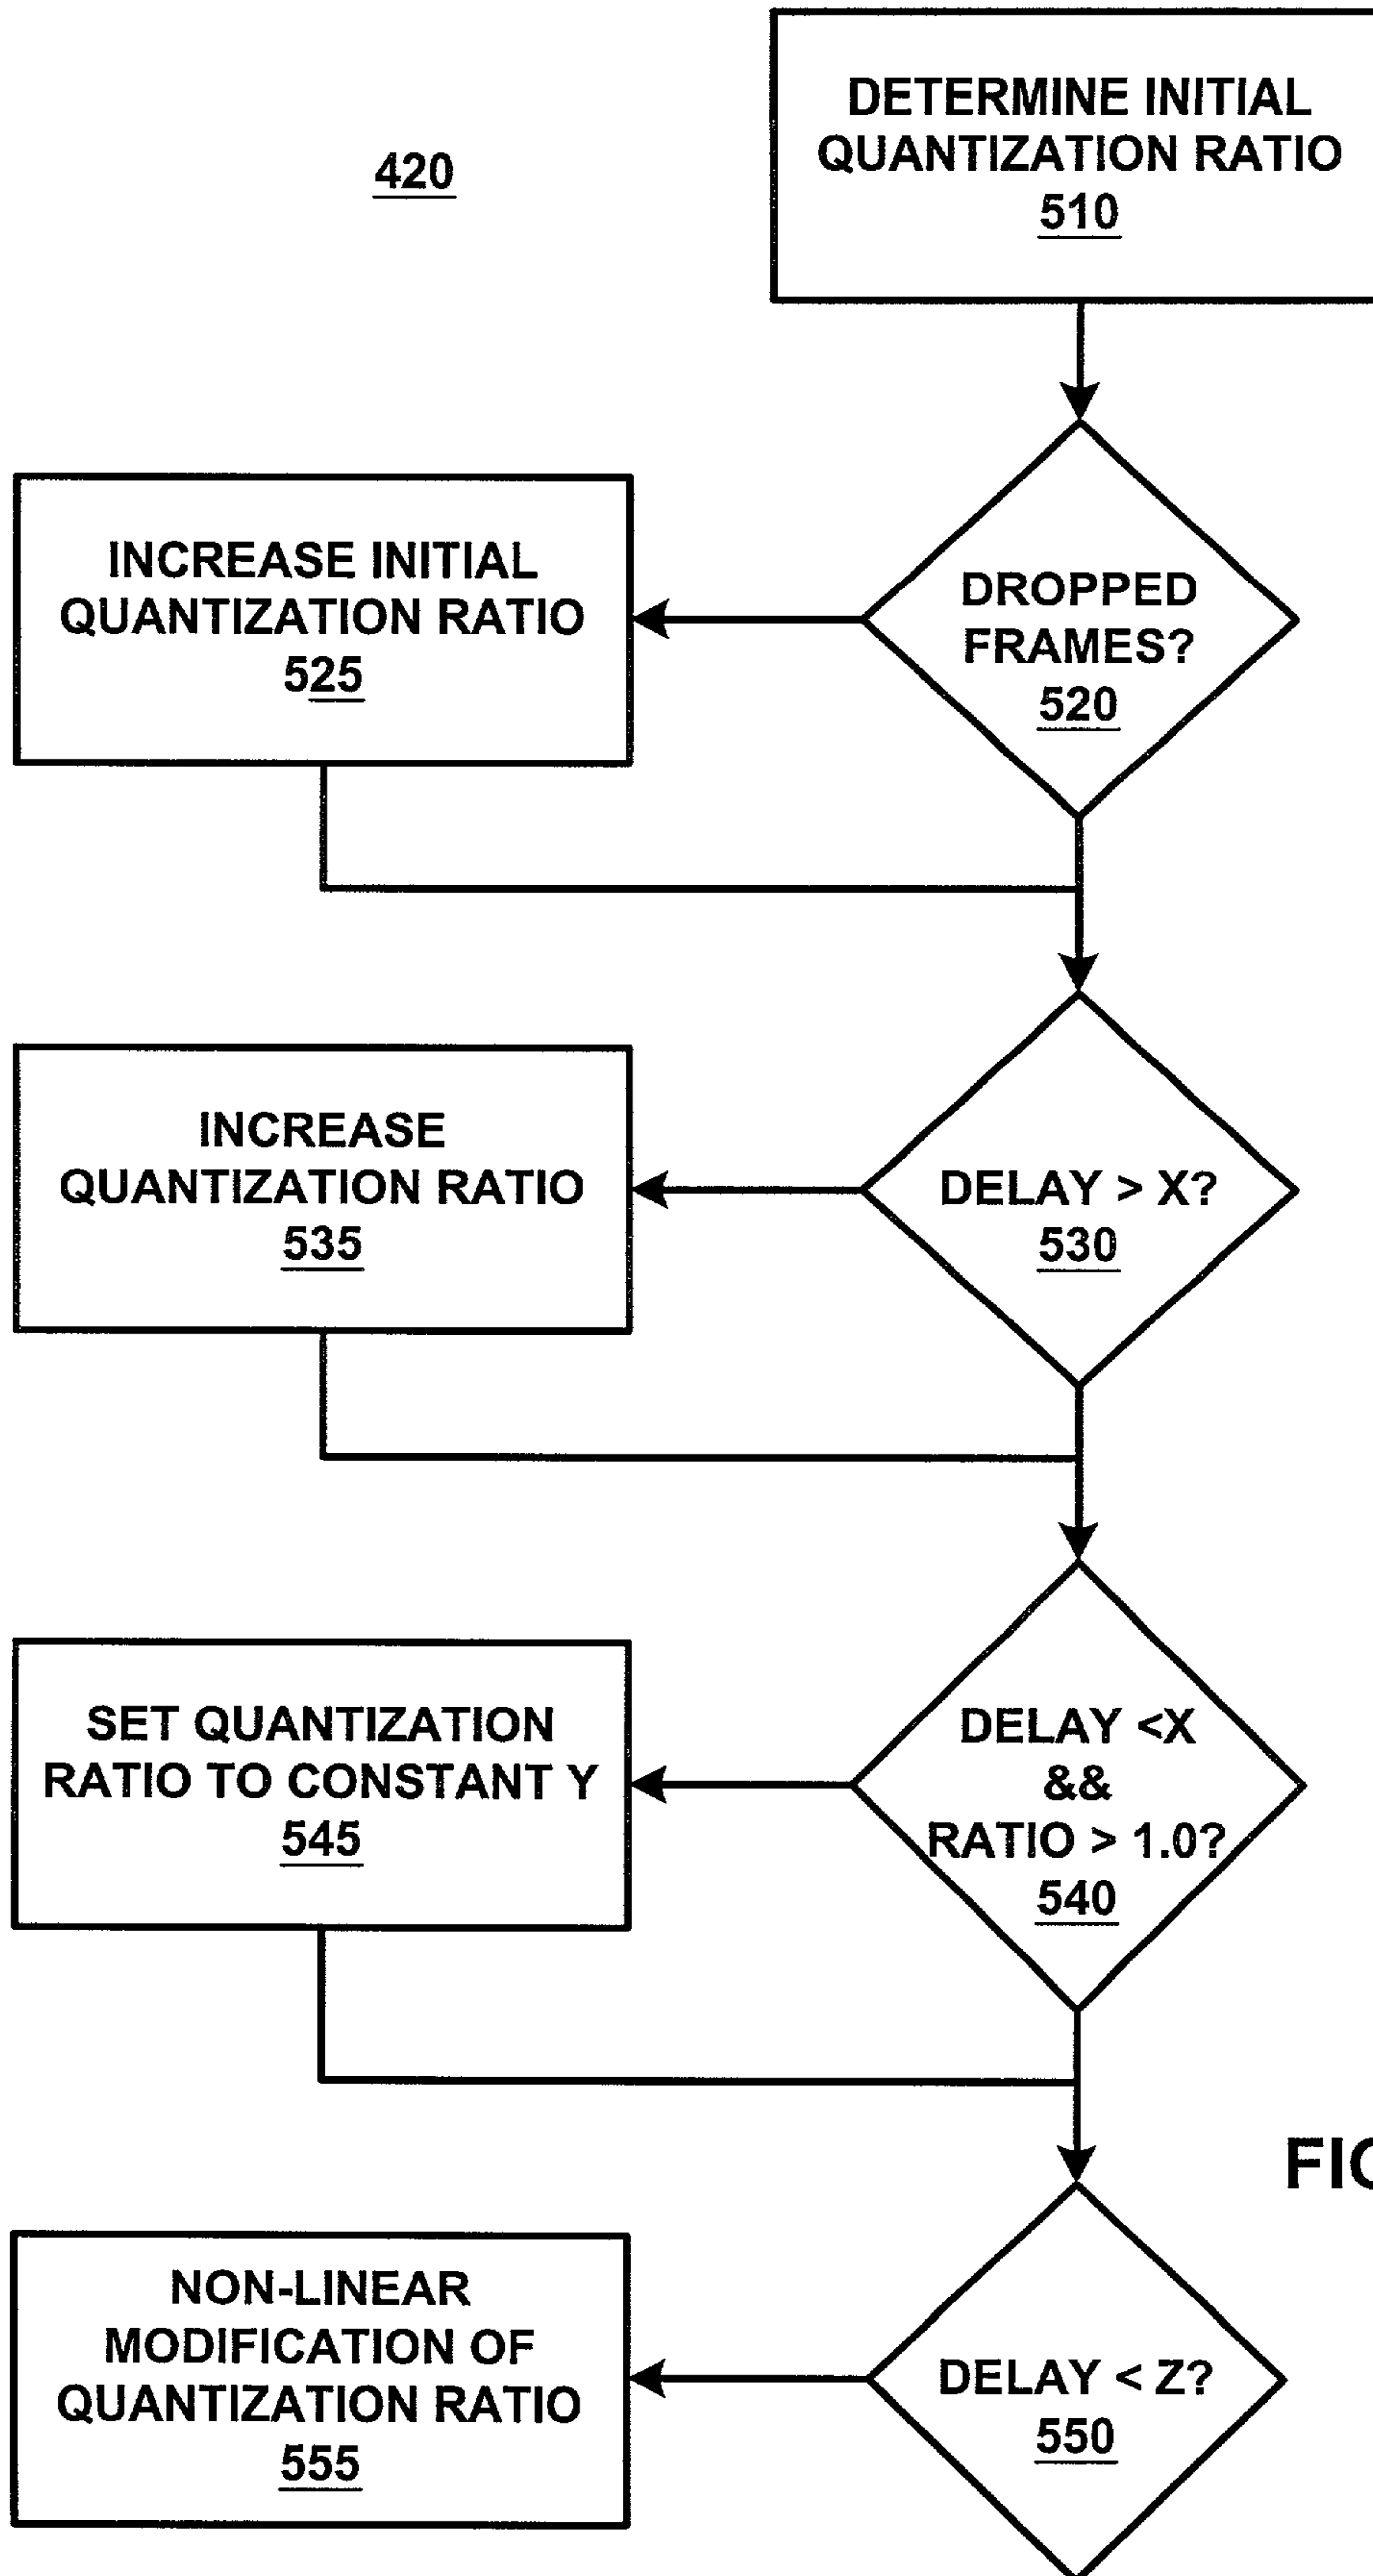 DETERMINE INITIAL
QUANTIZATION RATIO
510
420
INCREASE INITIAL
QUANTIZATION RATIO
525
DROPPED
FRAMES?
520
INCREASE
QUANTIZATION RATIO
535
DELAY > X?
530
SET QUANTIZATION
RATIO TO CONSTANT Y
545
DELAY <X
&&
RATIO > 1.0?
540
FIG
NON-LINEAR
MODIFICATION OF
QUANTIZATION RATIO
555
DELAY < Z?
550